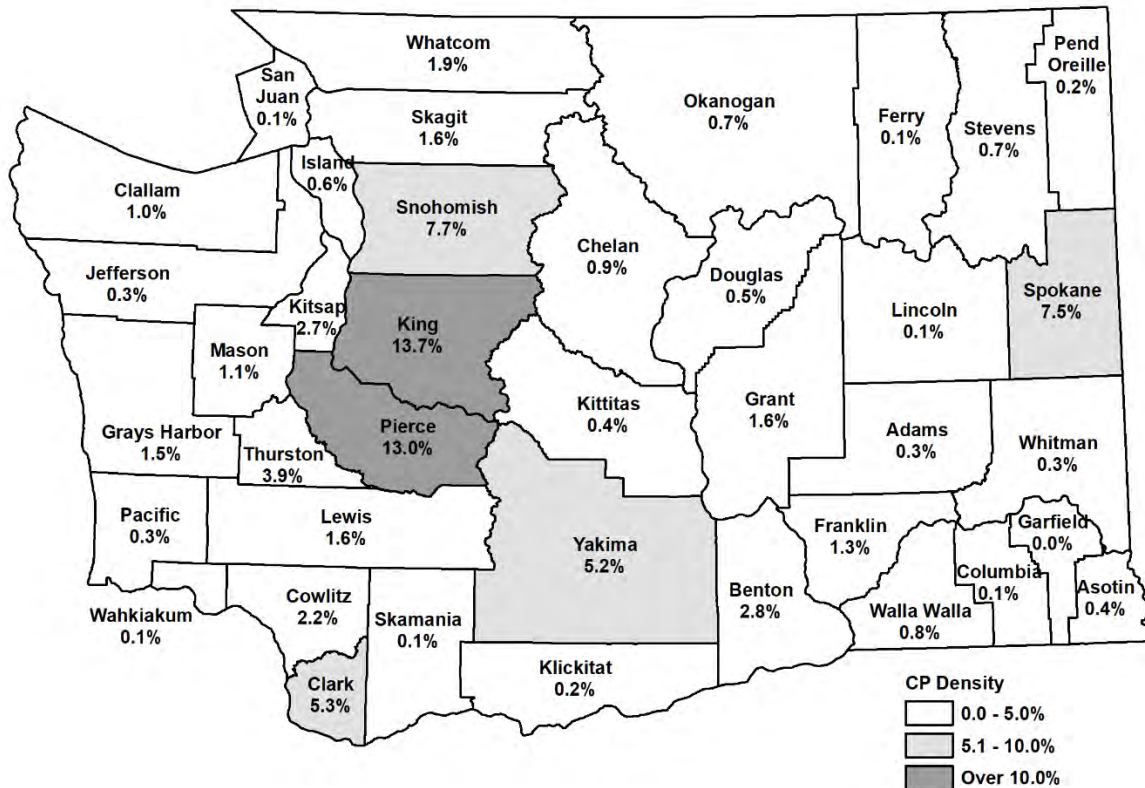 Whatcom
1.9%
San
Juan
0.1%
Skagit
1.6%
Island
0.6%
Clallam
1.0%
Snohomish
7.7%
Jefferson
0.3%
Kitsap
2.7%
King
13.7%
Mason
1.1%
Grays Harbor
1.5%
Thurston
3.9%
Pierce
13.0%
Pacific
0.3%
Lewis
1.6%
Wahkiakum
0.1%
Cowlitz
2.2%
Skamania
0.1%
Clark
5.3%
Okanogan
0.7%
Chelan
0.9%
Douglas
0.5%
Kittitas
0.4%
Grant
1.6%
Yakima
5.2%
Klickitat
0.2%
Benton
2.8%
Ferry
0.1%
Stevens
0.7%
Pend
Oreille
0.2%
Lincoln
0.1%
Spokane
7.5%
Adams
0.3%
Whitman
0.3%
Franklin
1.3%
Walla Walla
0.8%
Columbia
0.1%
Garfield
0.0%
Asotin
0.4%
CP Density
0.0 - 5.0%
5.1 - 10.0%
Over 10.0%